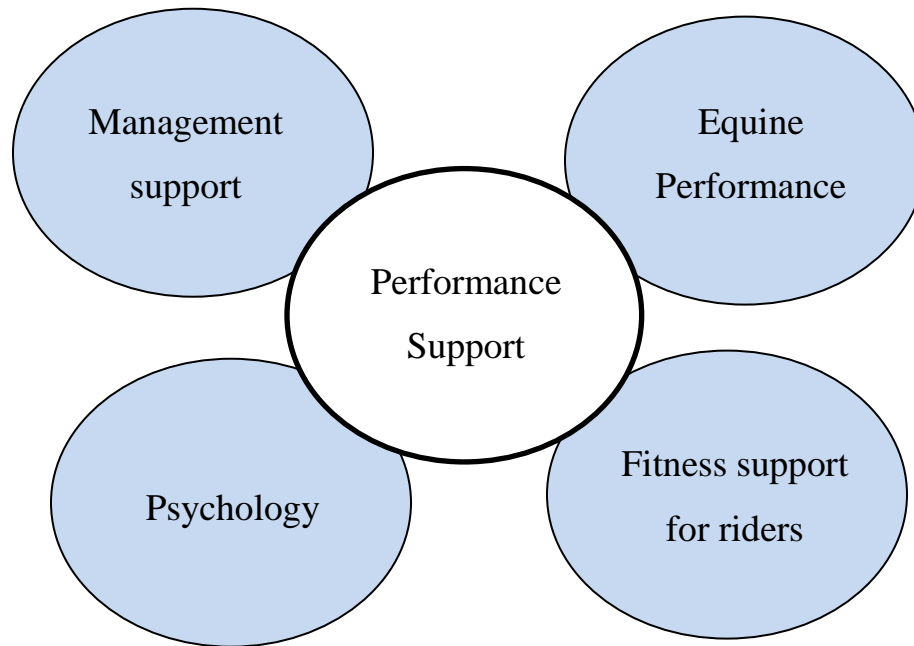 Management
support
Equine
Performance
Performance
Support
Psychology
Fitness support
for riders